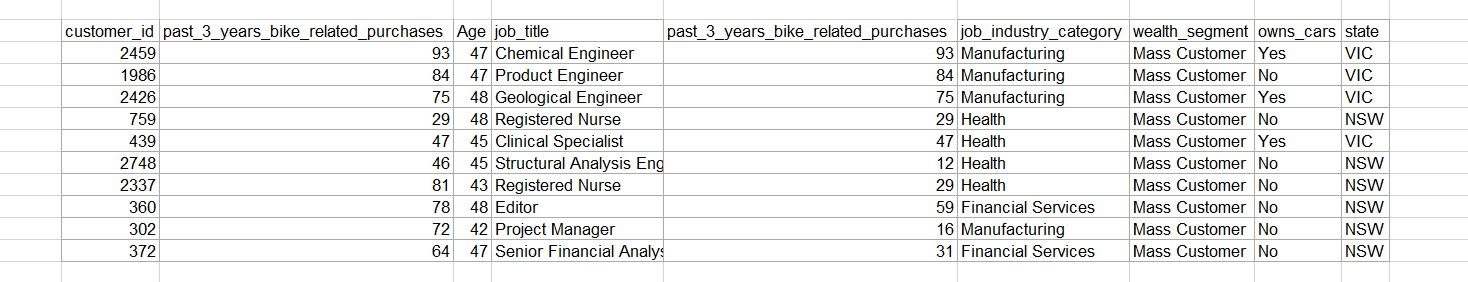 customer_id past_3_years_bike_related_purchases Age job_title past_3_years_bike_related_purchases job_industry_category wealth_segment owns_cars state
2459 93 47 Chemical Engineer 93 Manufacturing Mass Customer Yes VIC
1986 84 47 Product Engineer 84 Manufacturing Mass Customer No VIC
2426 75 48 Geological Engineer 75 Manufacturing Mass Customer Yes VIC
759 29 48 Registered Nurse 29 Health Mass Customer No NSW
439 47 45 Clinical Specialist 47 Health Mass Customer Yes VIC
2748 46 45 Structural Analysis Eng 12 Health Mass Customer No NSW
2337 81 43 Registered Nurse 29 Health Mass Customer No NSW
360 78 48 Editor 59 Financial Services Mass Customer No NSW
302 72 42 Project Manager 16 Manufacturing Mass Customer No NSW
372 64 47 Senior Financial Analys 31 Financial Services Mass Customer No NSW